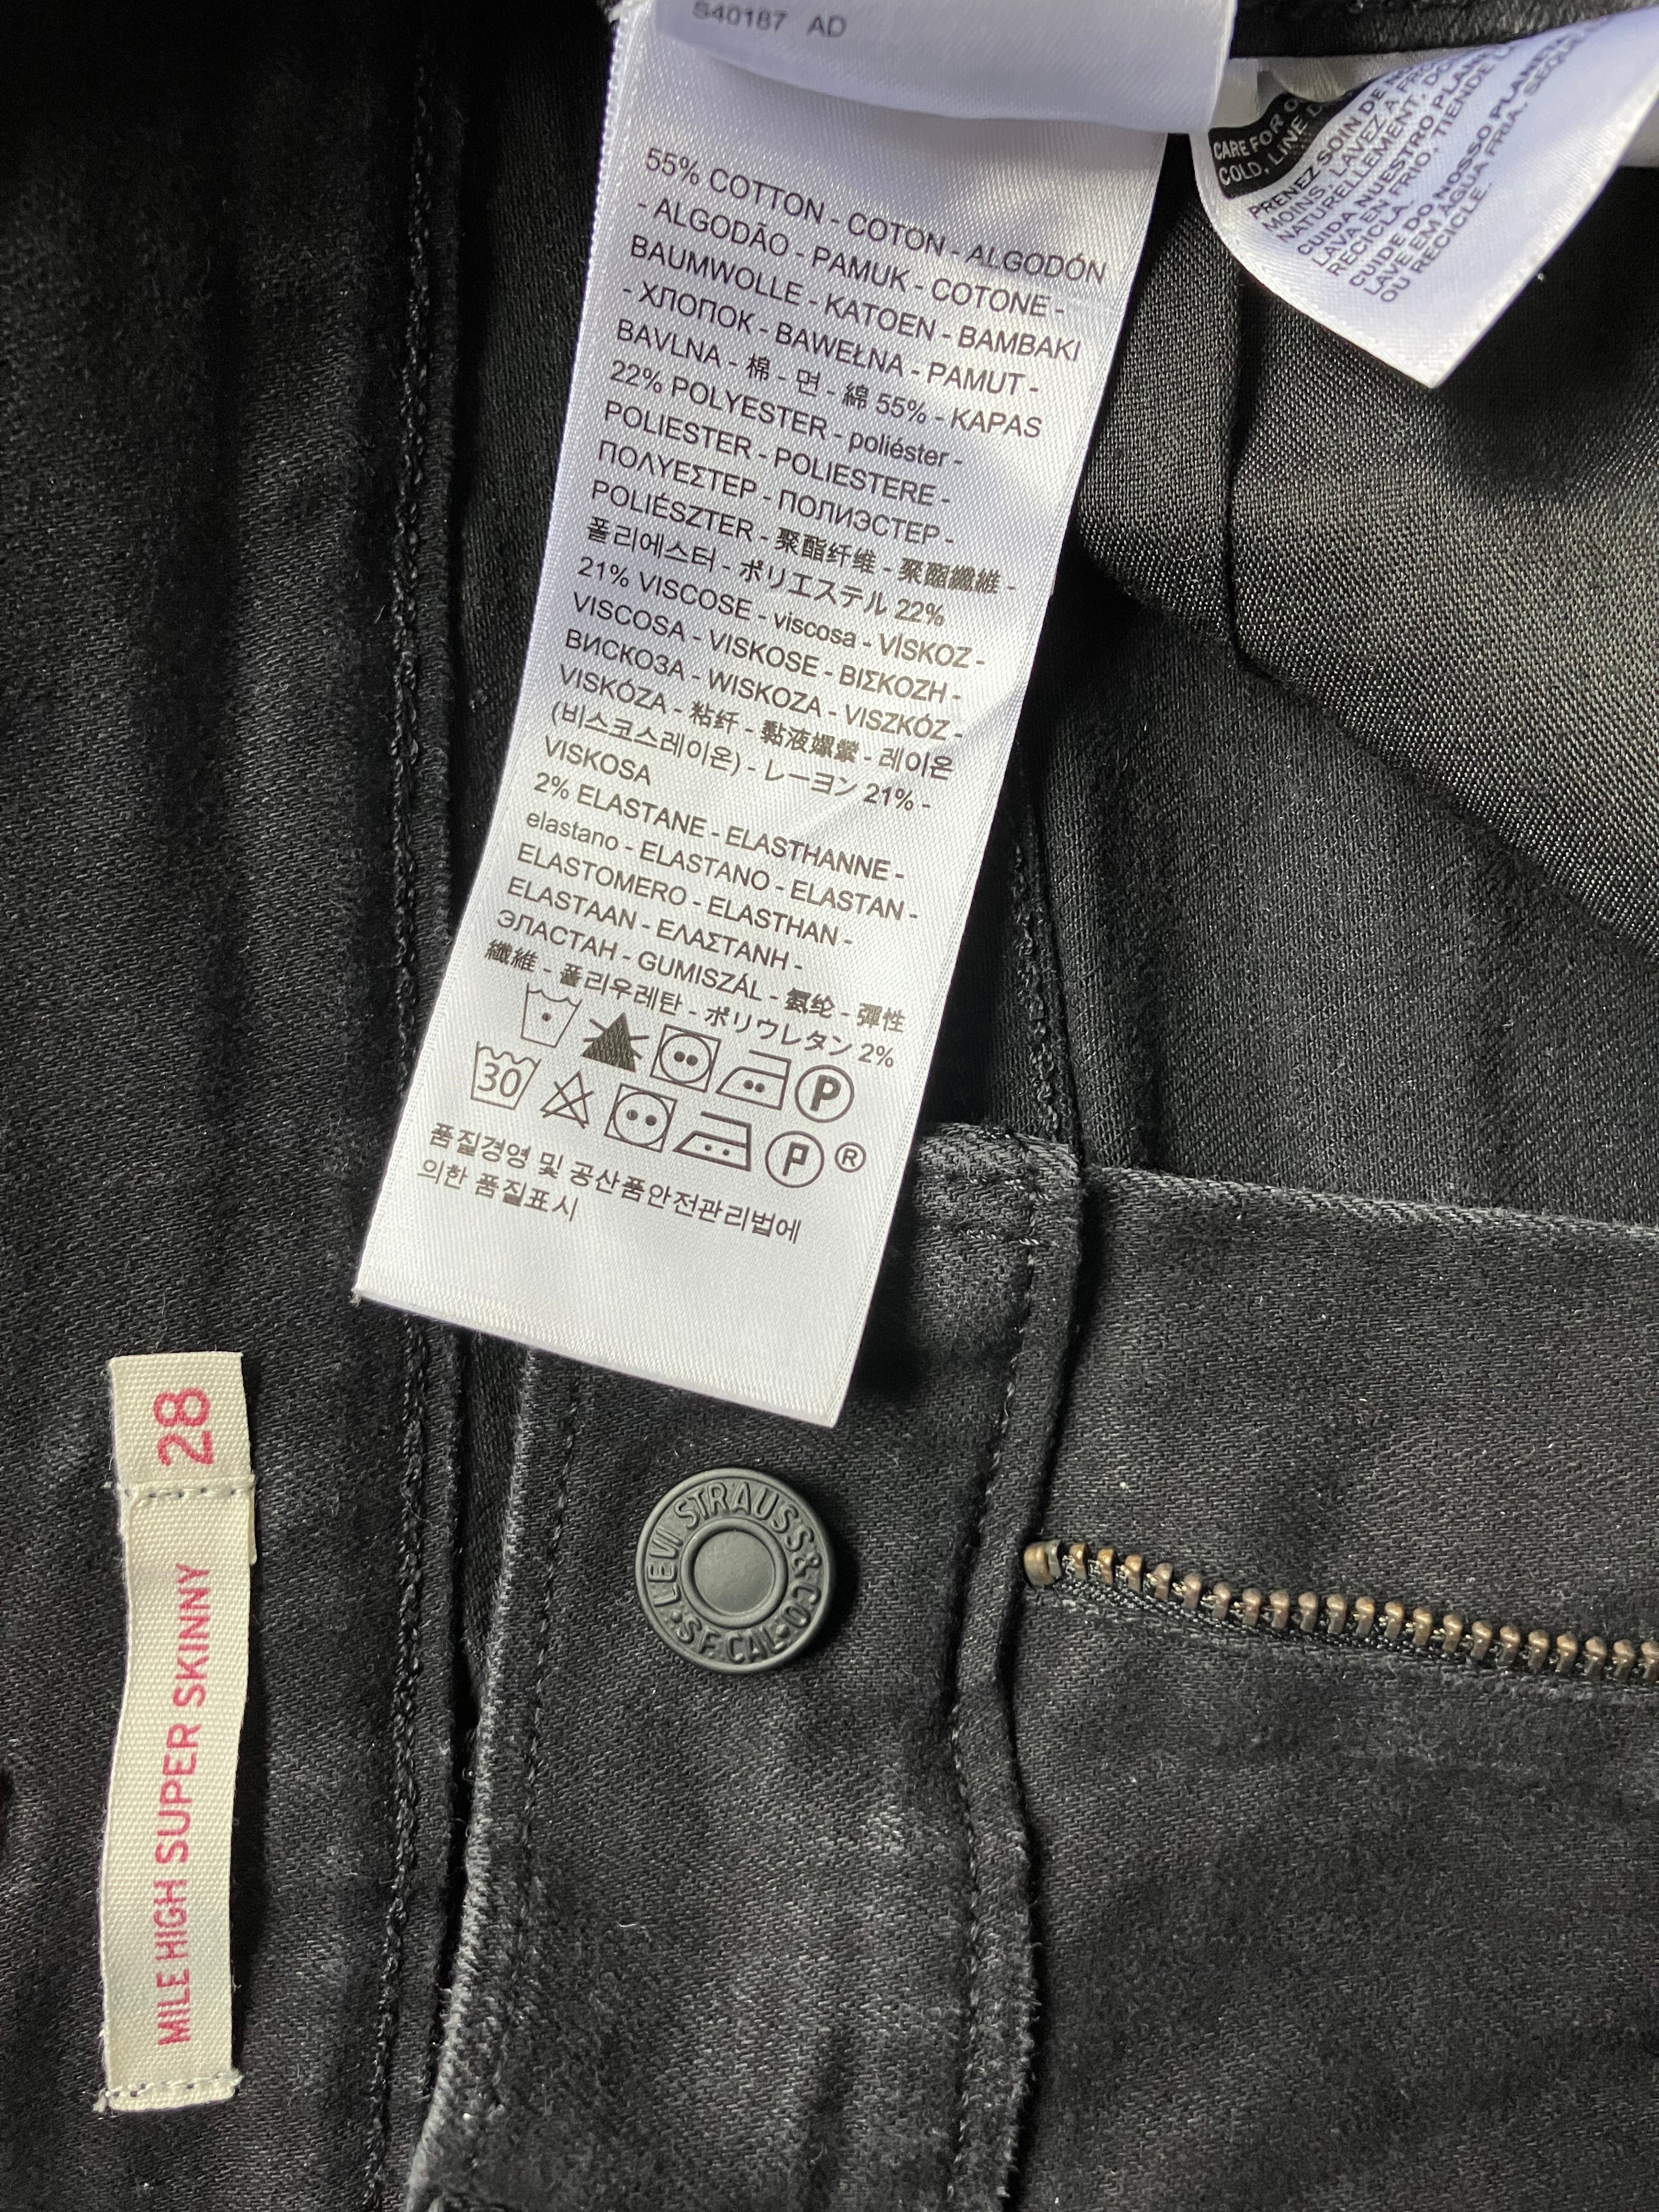 S40187 AD
55% COTTON - COTON - ALGODÓN
- ALGODÃO - PAMUK - COTONE -
BAUMWOLLE - KATOEN - BAMBAKI
- ХЛОПОК - BAWEŁNA - PAMUT -
BAVLNA - 棉 - 면 - 綿 55% - KAPAS
22% POLYESTER - poliéster -
POLIESTER - POLIESTERE -
ΠΟΛΥΕΣΤΕΡ - ПОЛИЭСТЕР -
POLIÉSZTER - 聚酯纤维 - 聚酯纖維 -
폴리에스터 - ポリエステル 22%
21% VISCOSE - viscosa - VİSKOZ -
VISCOSA - VISKOSE - ΒΙΣΚΟΖΗ -
ВИСКОЗА - WISKOZA - VISZKÓZ -
VISKÓZA - 粘纤 - 黏液嫘縈 - 레이온
(비스코스레이온) - レーヨン 21% -
VISKOSA
2% ELASTANE - ELASTHANNE -
elastano - ELASTANO - ELASTAN -
ELASTOMERO - ELASTHAN -
ELASTAAN - ΕΛΑΣΤΑΝΗ -
ЭЛАСТАН - GUMISZÁL - 氨纶 - 彈性
纖維 - 폴리우레탄 - ポリウレタン 2%
P
30 P ®
품질경영 및 공산품안전관리법에
의한 품질표시
CARE FOR
COLD, LINE
PRENEZ SOIN DE
MOINS, LAVEZ À
NATURELLEMENT,
CUIDA NUESTRO PLANETA
LAVA EN FRÍO, TIENDE
RECICLA.
CUIDE DO NOSSO PLANETA
LAVE EM ÁGUA FRIA,
OU RECICLE.
28
MILE HIGH SUPER SKINNY
LEVI STRAUSS & CO.
S.F. CAL.